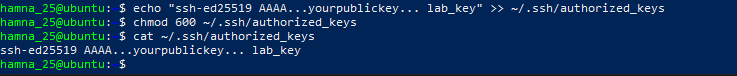 hamna_25@ubuntu: $ echo "ssh-ed25519 AAAA...yourpublickey... lab_key" >> ~/.ssh/authorized_keys
hamna_25@ubuntu: $ chmod 600 ~/.ssh/authorized_keys
hamna_25@ubuntu: $ cat ~/.ssh/authorized_keys
ssh-ed25519 AAAA...yourpublickey... lab_key
hamna_25@ubuntu: $